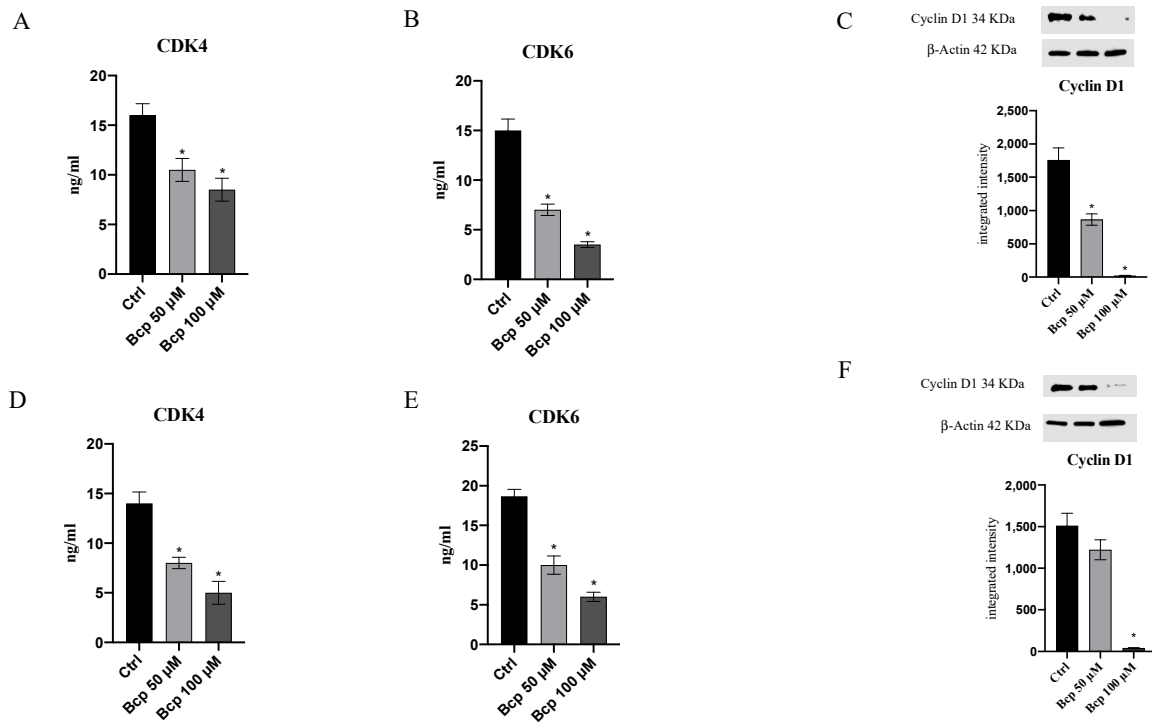 A
CDK4
20
15
10
5
0
ng/ml
*
*
Ctrl
Bcp 50 µM
Bcp 100 µM
B
CDK6
20
15
10
5
0
ng/ml
*
*
Ctrl
Bcp 50 µM
Bcp 100 µM
C
Cyclin D1 34 KDa
β-Actin 42 KDa
Cyclin D1
2,500
2,000
1,500
1,000
500
0
integrated intensity
*
*
Ctrl
Bcp 50 µM
Bcp 100 µM
D
CDK4
20
15
10
5
0
ng/ml
*
*
Ctrl
Bcp 50 µM
Bcp 100 µM
E
CDK6
25
20
15
10
5
0
ng/ml
*
*
Ctrl
Bcp 50 µM
Bcp 100 µM
F
Cyclin D1 34 KDa
β-Actin 42 KDa
Cyclin D1
2,000
1,500
1,000
500
0
integrated intensity
*
Ctrl
Bcp 50 µM
Bcp 100 µM